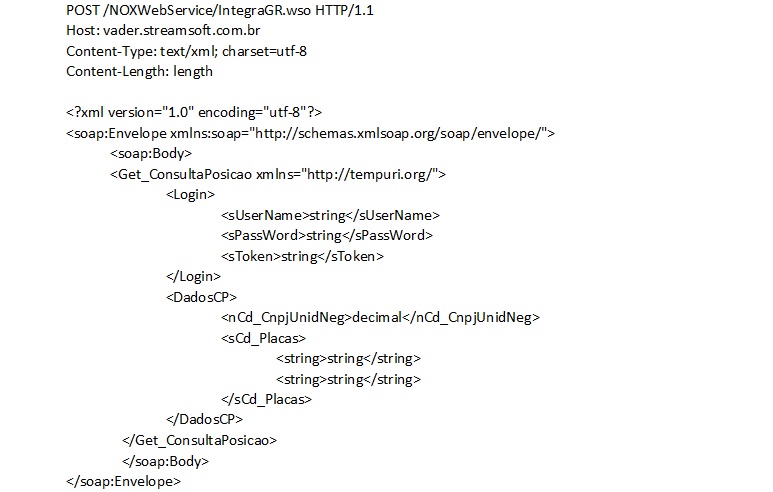 POST /NOXWebService/IntegraGR.wso HTTP/1.1
Host: vader.streamsoft.com.br
Content-Type: text/xml; charset=utf-8
Content-Length: length
<?xml version="1.0" encoding="utf-8"?>
<soap:Envelope xmlns:soap="http://schemas.xmlsoap.org/soap/envelope/">
<soap:Body>
<Get_ConsultaPosicao xmlns="http://tempuri.org/">
<Login>
<sUserName>string</sUserName>
<sPassWord>string</sPassWord>
<sToken>string</sToken>
</Login>
<DadosCP>
<nCd_CnpjUnidNeg>decimal</nCd_CnpjUnidNeg>
<sCd_Placas>
<string>string</string>
<string>string</string>
</sCd_Placas>
</DadosCP>
</Get_ConsultaPosicao>
</soap:Body>
</soap:Envelope>